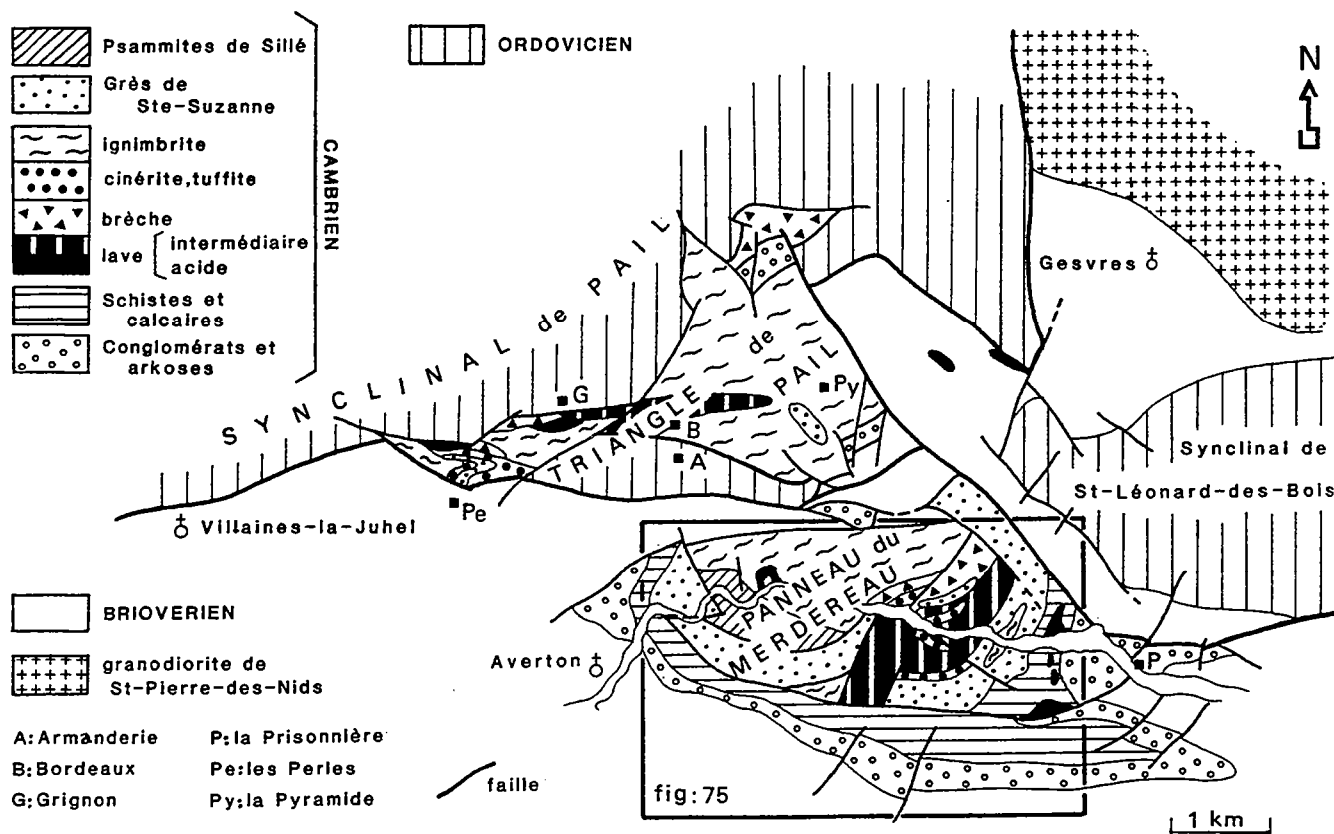 Psammites de Sillé
Grès de
Ste-Suzanne
ignimbrite
cinérite,tuffite
brèche
lave
intermédiaire
acide
Schistes et
calcaires
Conglomérats et
arkoses
CAMBRIEN
ORDOVICIEN
N
SYNCLINAL de PAIL
TRIANGLE de PAIL
Gesvres
G
B
A
Py
Pe
Villaines-la-Juhel
Synclinal de
St-Léonard-des-Bois
PANNEAU du
MERDEREAU
Averton
P
BRIOVERIEN
granodiorite de
St-Pierre-des-Nids
A:Armanderie
B:Bordeaux
G:Grignon
P:la Prisonnière
Pe:les Perles
Py:la Pyramide
faille
fig:75
1 km